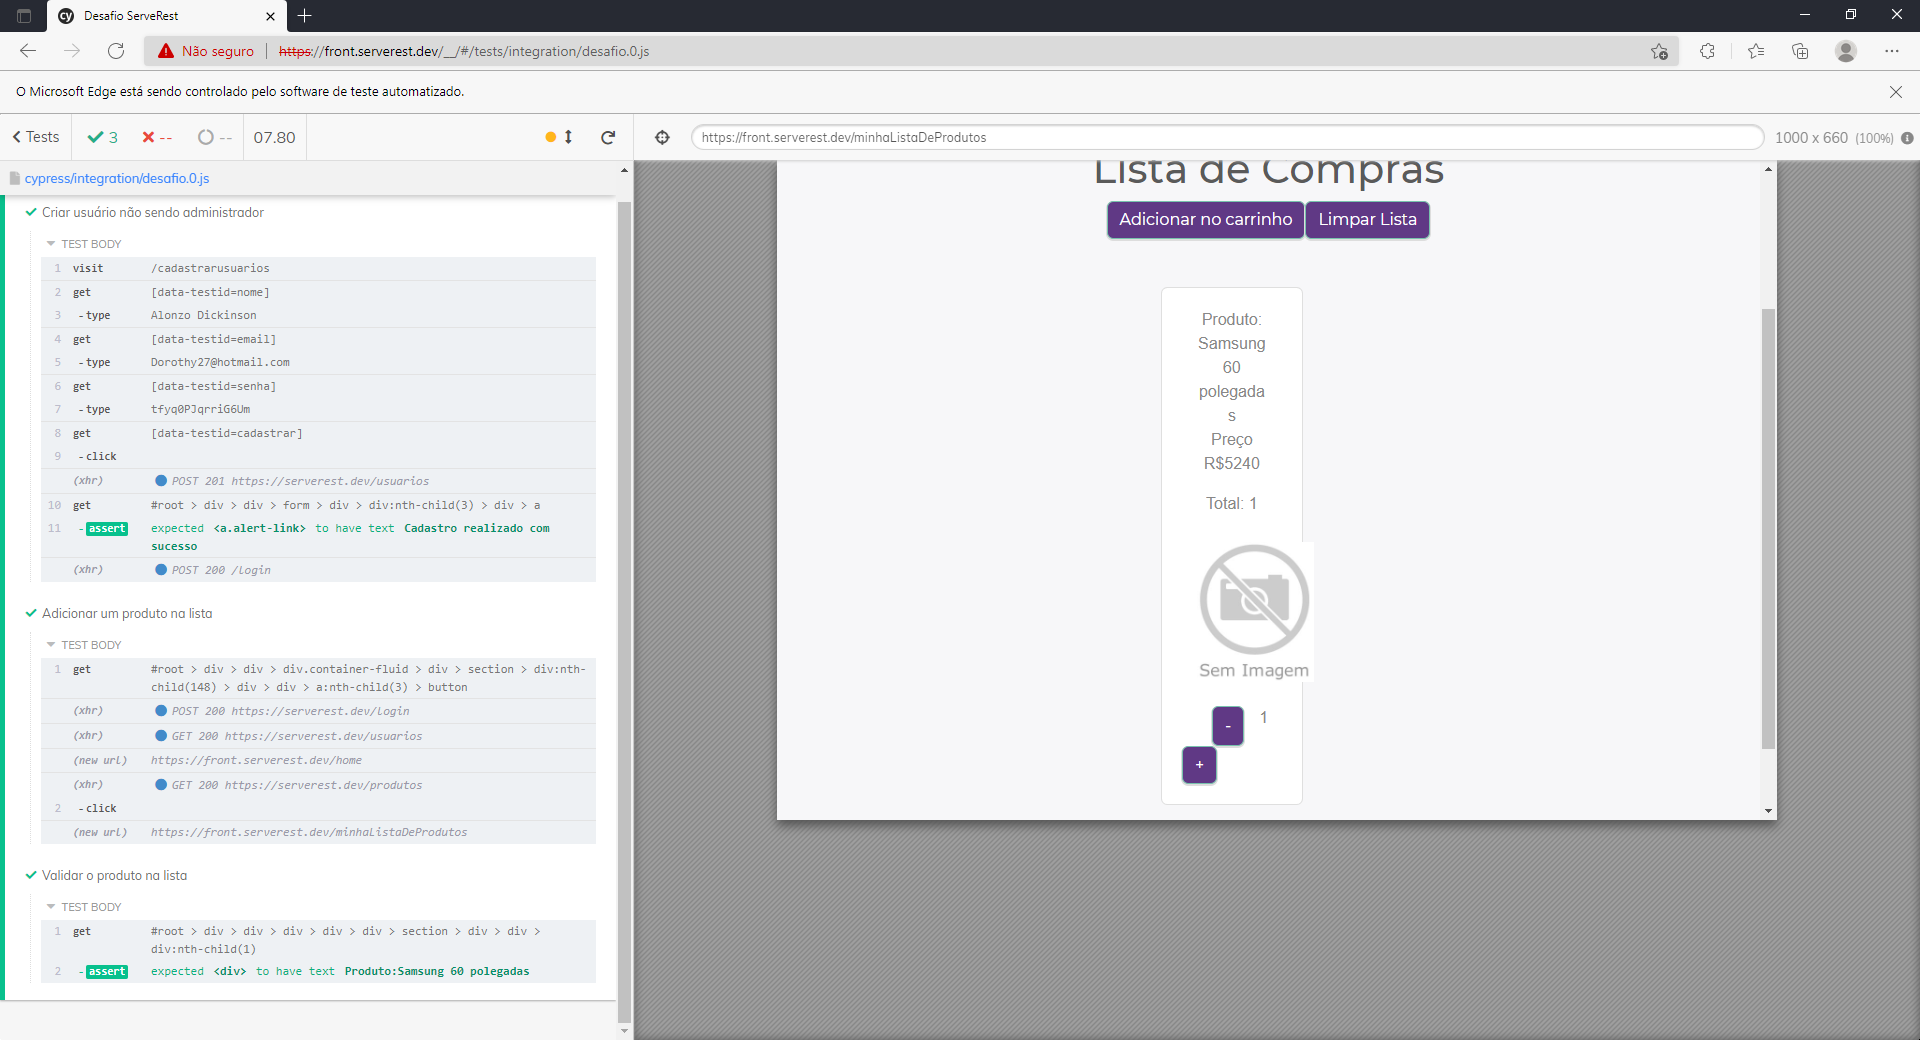 Desafio ServeRest
Não seguro
https://front.serverest.dev/__/#/tests/integration/desafio.0.js
O Microsoft Edge está sendo controlado pelo software de teste automatizado.
Tests
3
--
--
07.80
https://front.serverest.dev/minhaListaDeProdutos
1000 x 660 (100%)
cypress/integration/desafio.0.js
Criar usuário não sendo administrador
TEST BODY
1 visit /cadastrarusuarios
2 get [data-testid=nome]
3 -type Alonzo Dickinson
4 get [data-testid=email]
5 -type Dorothy27@hotmail.com
6 get [data-testid=senha]
7 -type tfyq0PJqrriG6Um
8 get [data-testid=cadastrar]
9 -click
(xhr) POST 201 https://serverest.dev/usuarios
10 get #root > div > div > form > div > div:nth-child(3) > div > a
11 -assert expected <a.alert-link> to have text Cadastro realizado com
sucesso
(xhr) POST 200 /login
Adicionar um produto na lista
TEST BODY
1 get #root > div > div > div.container-fluid > div > section > div:nth-
child(148) > div > div > a:nth-child(3) > button
(xhr) POST 200 https://serverest.dev/login
(xhr) GET 200 https://serverest.dev/usuarios
(new url) https://front.serverest.dev/home
(xhr) GET 200 https://serverest.dev/produtos
2 -click
(new url) https://front.serverest.dev/minhaListaDeProdutos
Validar o produto na lista
TEST BODY
1 get #root > div > div > div > div > div > section > div > div >
div:nth-child(1)
2 -assert expected <div> to have text Produto:Samsung 60 polegadas
Lista de Compras
Adicionar no carrinho
Limpar Lista
Produto:
Samsung
60
polegada
s
Preço
R$5240
Total: 1
Sem Imagem
- 1
+